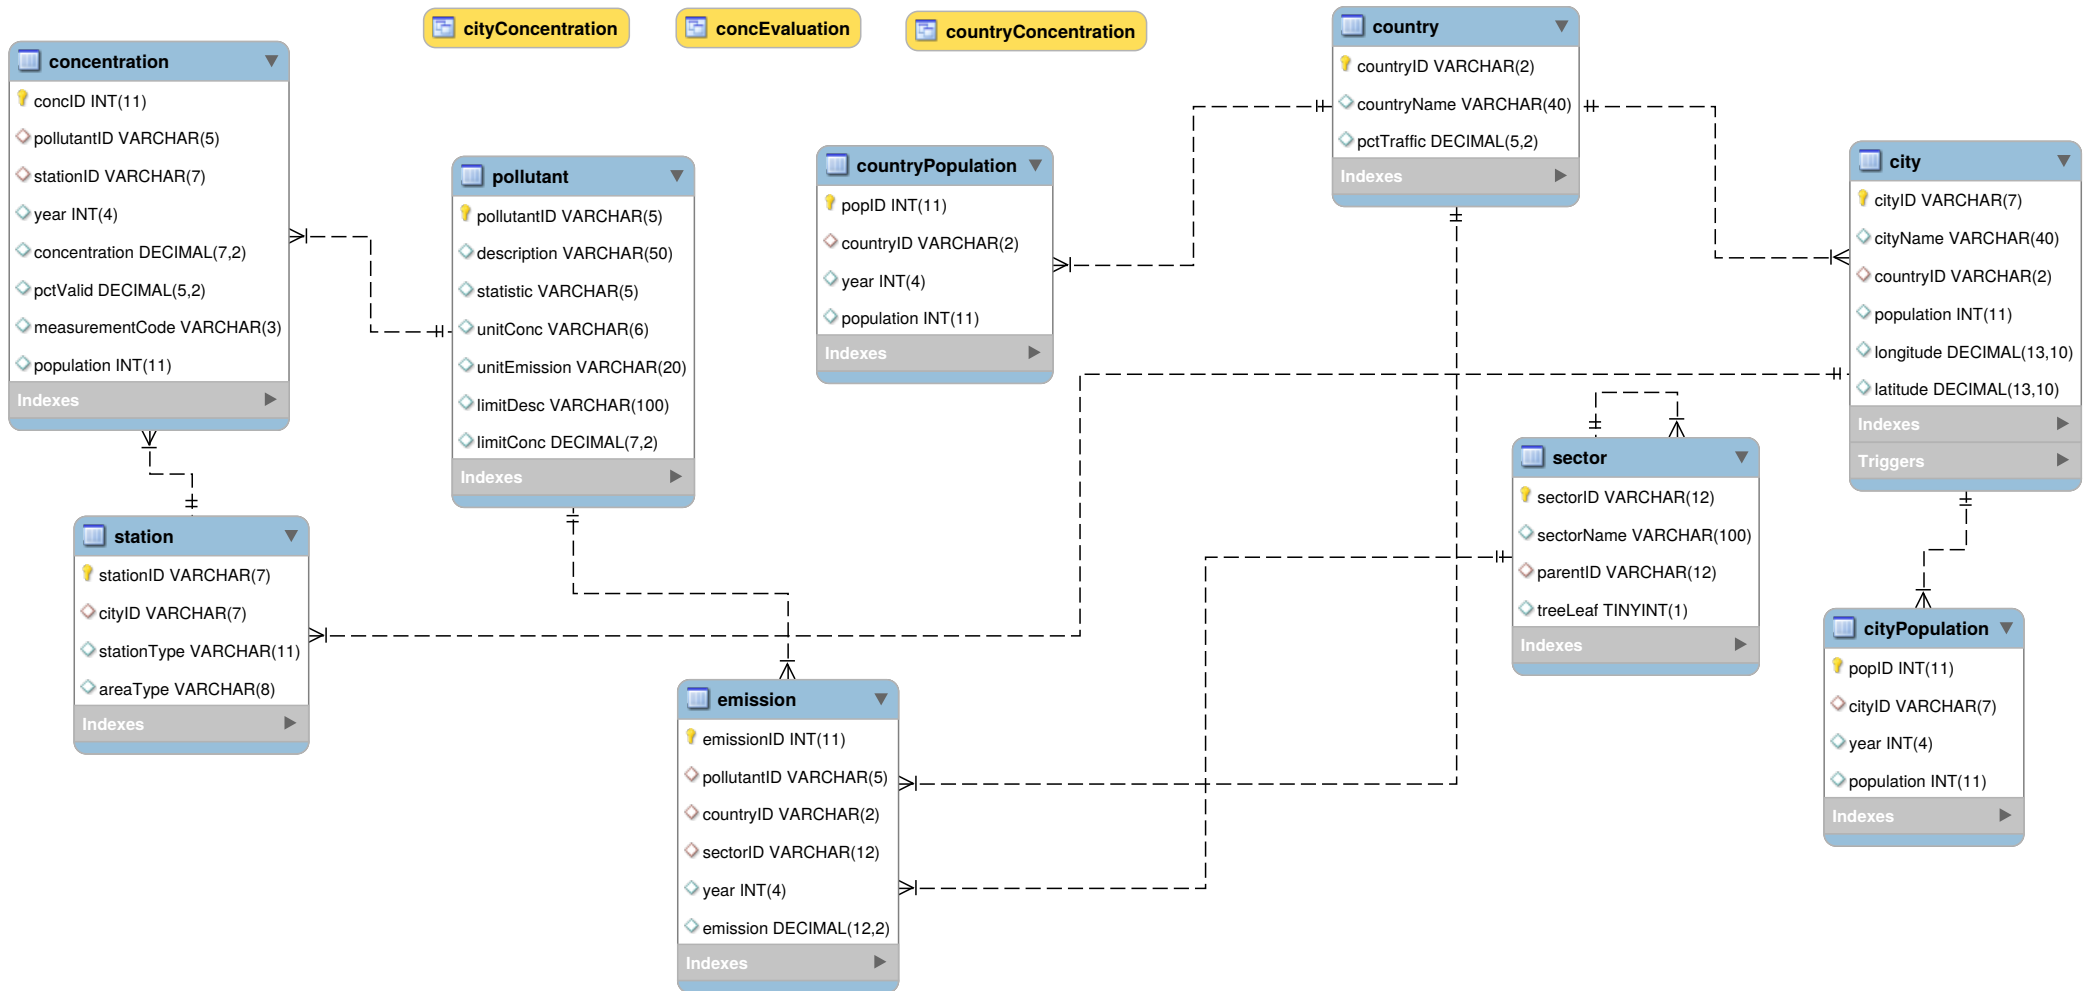 cityConcentration
concEvaluation
countryConcentration
concentration
concID INT(11)
pollutantID VARCHAR(5)
stationID VARCHAR(7)
year INT(4)
concentration DECIMAL(7,2)
pctValid DECIMAL(5,2)
measurementCode VARCHAR(3)
population INT(11)
Indexes
pollutant
pollutantID VARCHAR(5)
description VARCHAR(50)
statistic VARCHAR(5)
unitConc VARCHAR(6)
unitEmission VARCHAR(20)
limitDesc VARCHAR(100)
limitConc DECIMAL(7,2)
Indexes
countryPopulation
popID INT(11)
countryID VARCHAR(2)
year INT(4)
population INT(11)
Indexes
country
countryID VARCHAR(2)
countryName VARCHAR(40)
pctTraffic DECIMAL(5,2)
Indexes
city
cityID VARCHAR(7)
cityName VARCHAR(40)
countryID VARCHAR(2)
population INT(11)
longitude DECIMAL(13,10)
latitude DECIMAL(13,10)
Indexes
Triggers
station
stationID VARCHAR(7)
cityID VARCHAR(7)
stationType VARCHAR(11)
areaType VARCHAR(8)
Indexes
sector
sectorID VARCHAR(12)
sectorName VARCHAR(100)
parentID VARCHAR(12)
treeLeaf TINYINT(1)
Indexes
emission
emissionID INT(11)
pollutantID VARCHAR(5)
countryID VARCHAR(2)
sectorID VARCHAR(12)
year INT(4)
emission DECIMAL(12,2)
Indexes
cityPopulation
popID INT(11)
cityID VARCHAR(7)
year INT(4)
population INT(11)
Indexes